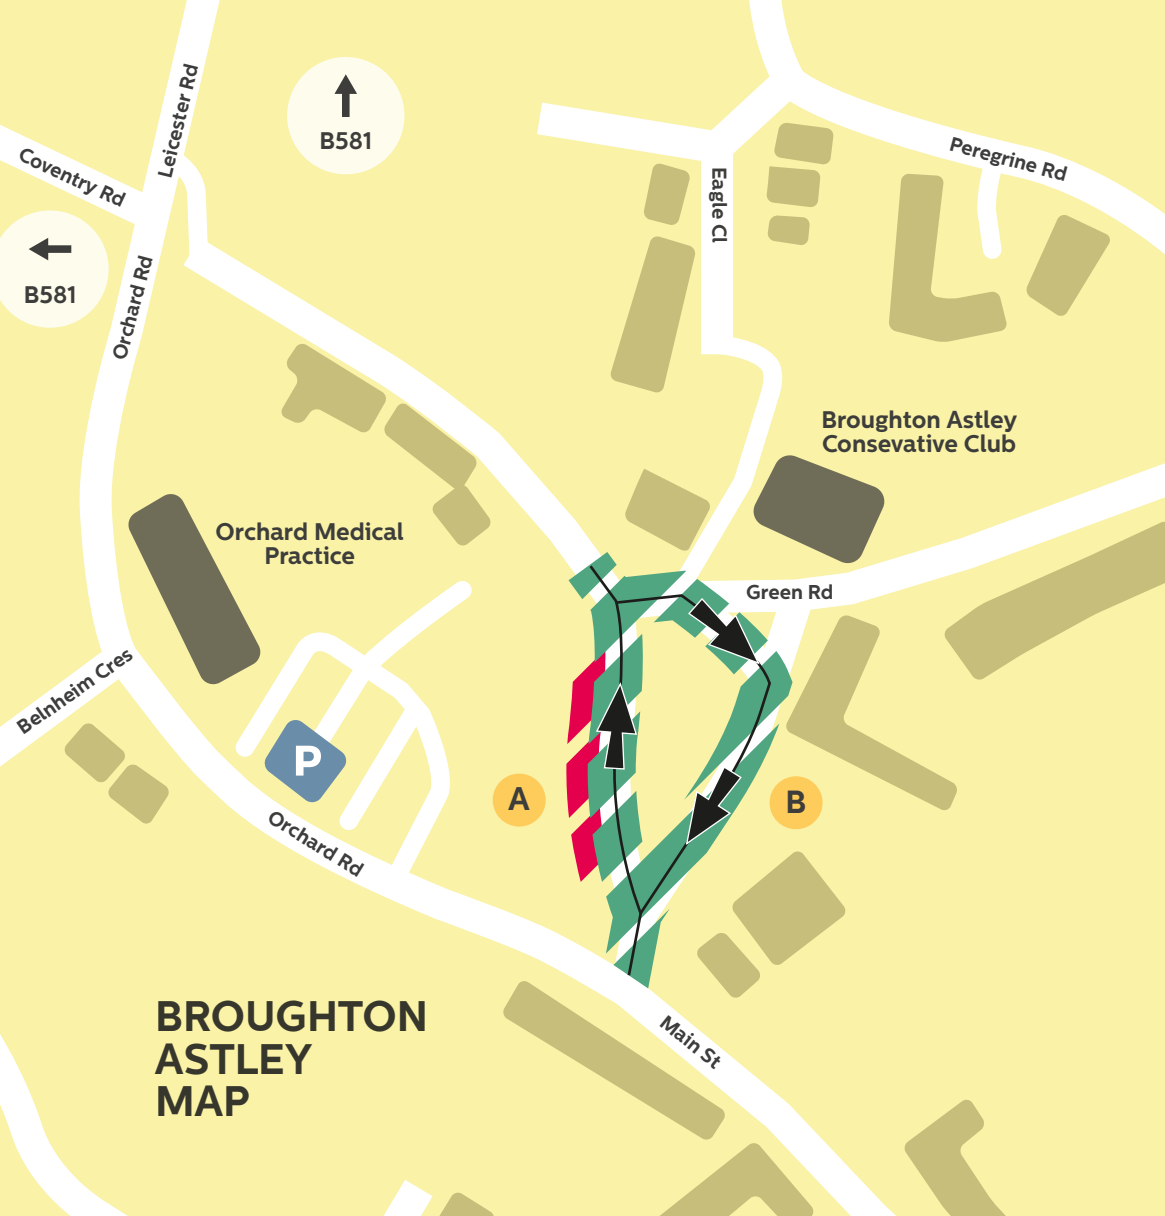 Leicester Rd
B581
Coventry Rd
Peregrine Rd
Eagle Cl
B581
Orchard Rd
Broughton Astley
Consevative Club
Orchard Medical
Practice
Green Rd
Belnheim Cres
P
A
B
Orchard Rd
BROUGHTON
ASTLEY
MAP
Main St